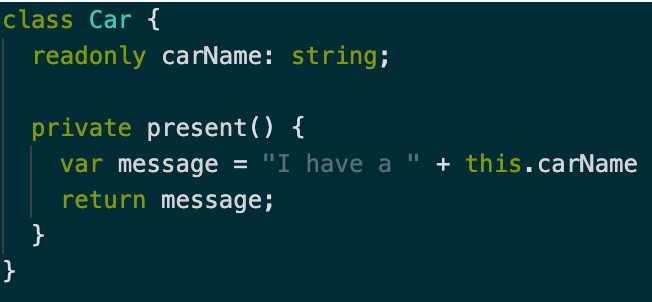 class Car {
  readonly carName: string;

  private present() {
    var message = "I have a " + this.carName
    return message;
  }
}